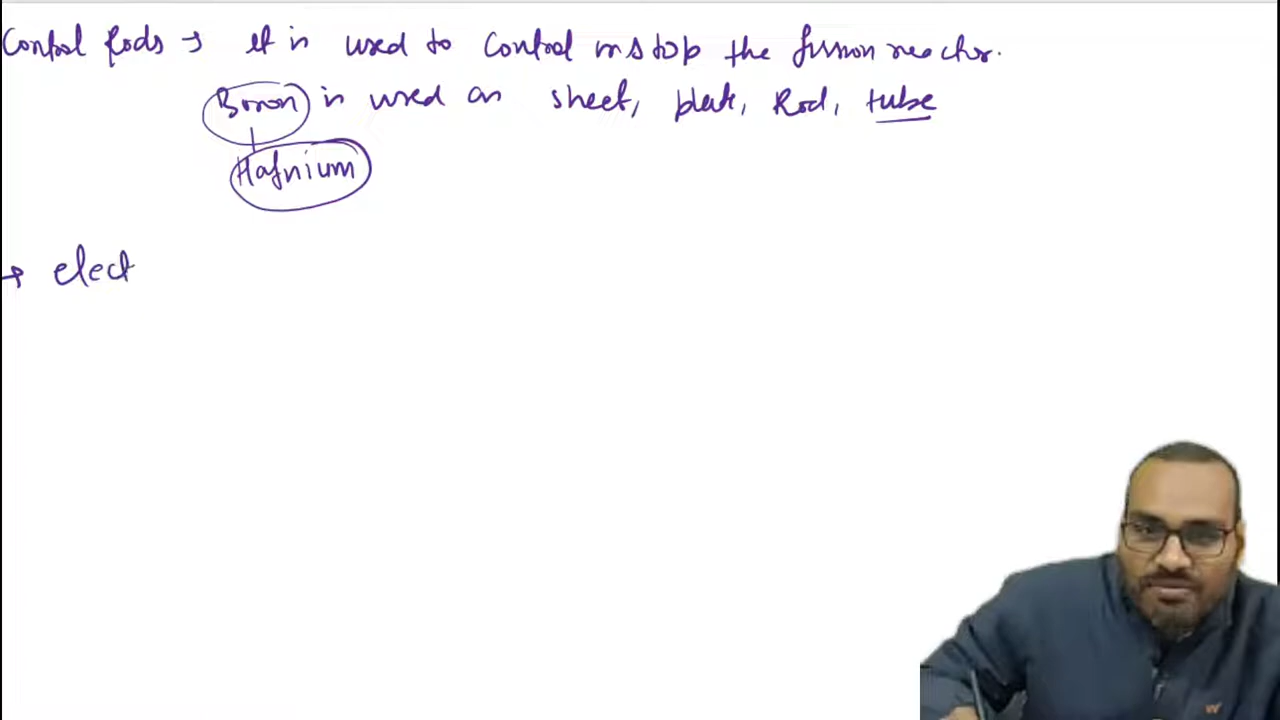 Control Rods → It is used to control or stop the fission reactor.
Boron is used as sheet, plate, Rod, tube
Hafnium
→ elect